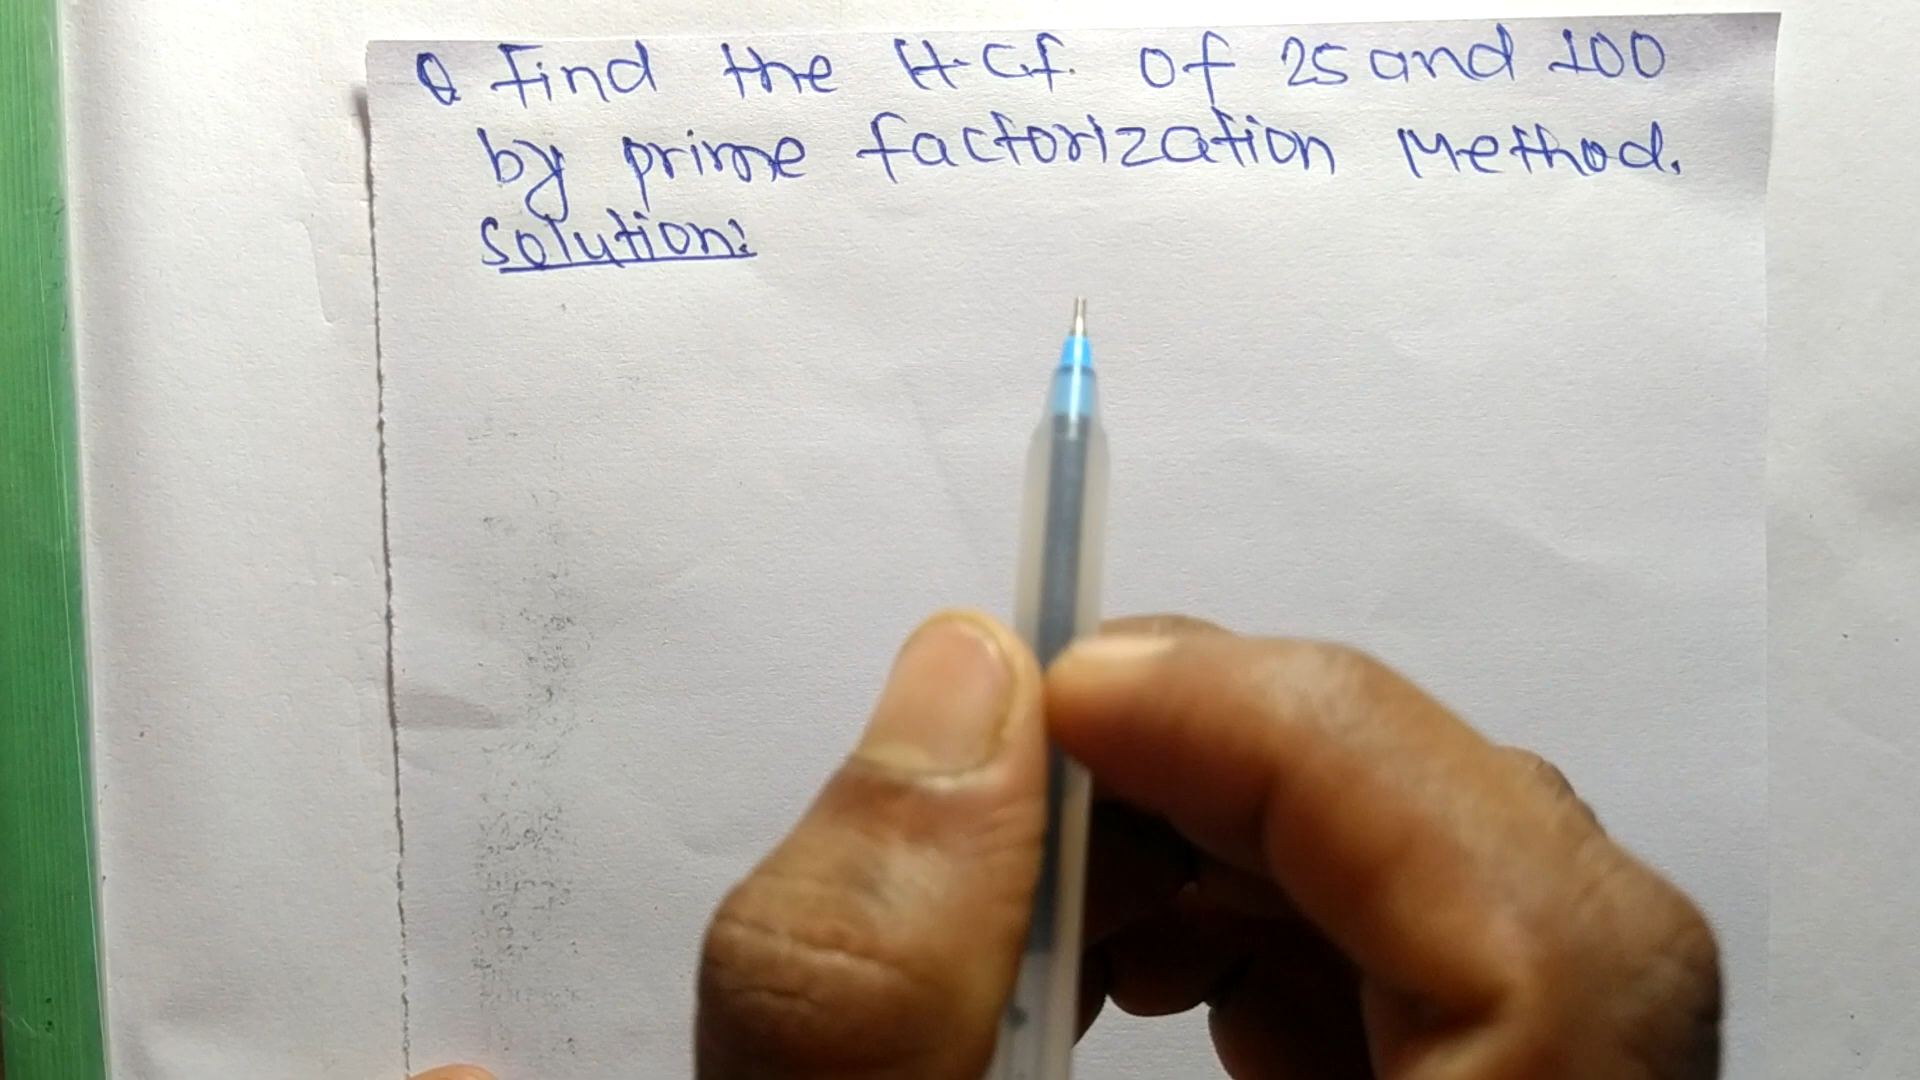 Q Find the H.C.f. of 25 and 100
by prime factorization Method.
Solution: